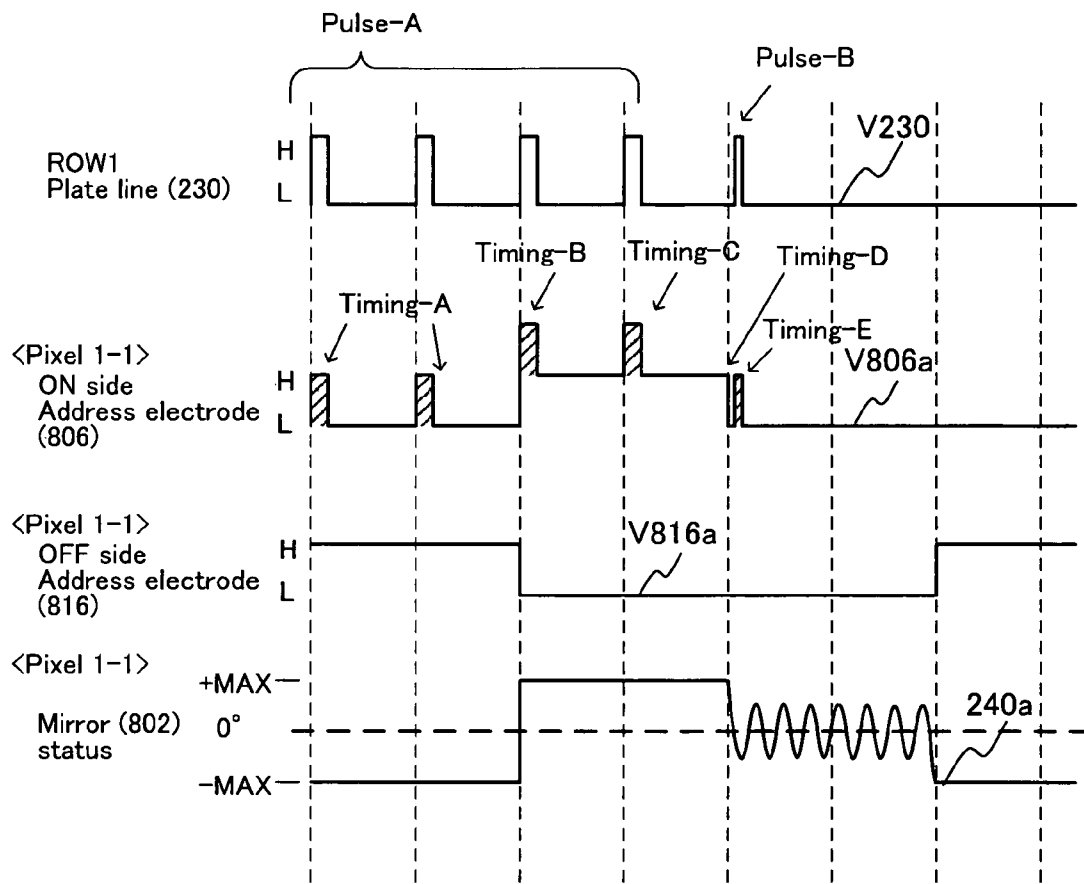 Pulse-A
Pulse-B
V230
ROW1
Plate line (230)
H
L
Timing-B
Timing-C
Timing-D
Timing-A
Timing-E
V806a
<Pixel 1-1>
ON side
Address electrode
(806)
H
L
<Pixel 1-1>
OFF side
Address electrode
(816)
H
L
V816a
<Pixel 1-1>
Mirror (802)
status
+MAX
0°
-MAX
240a